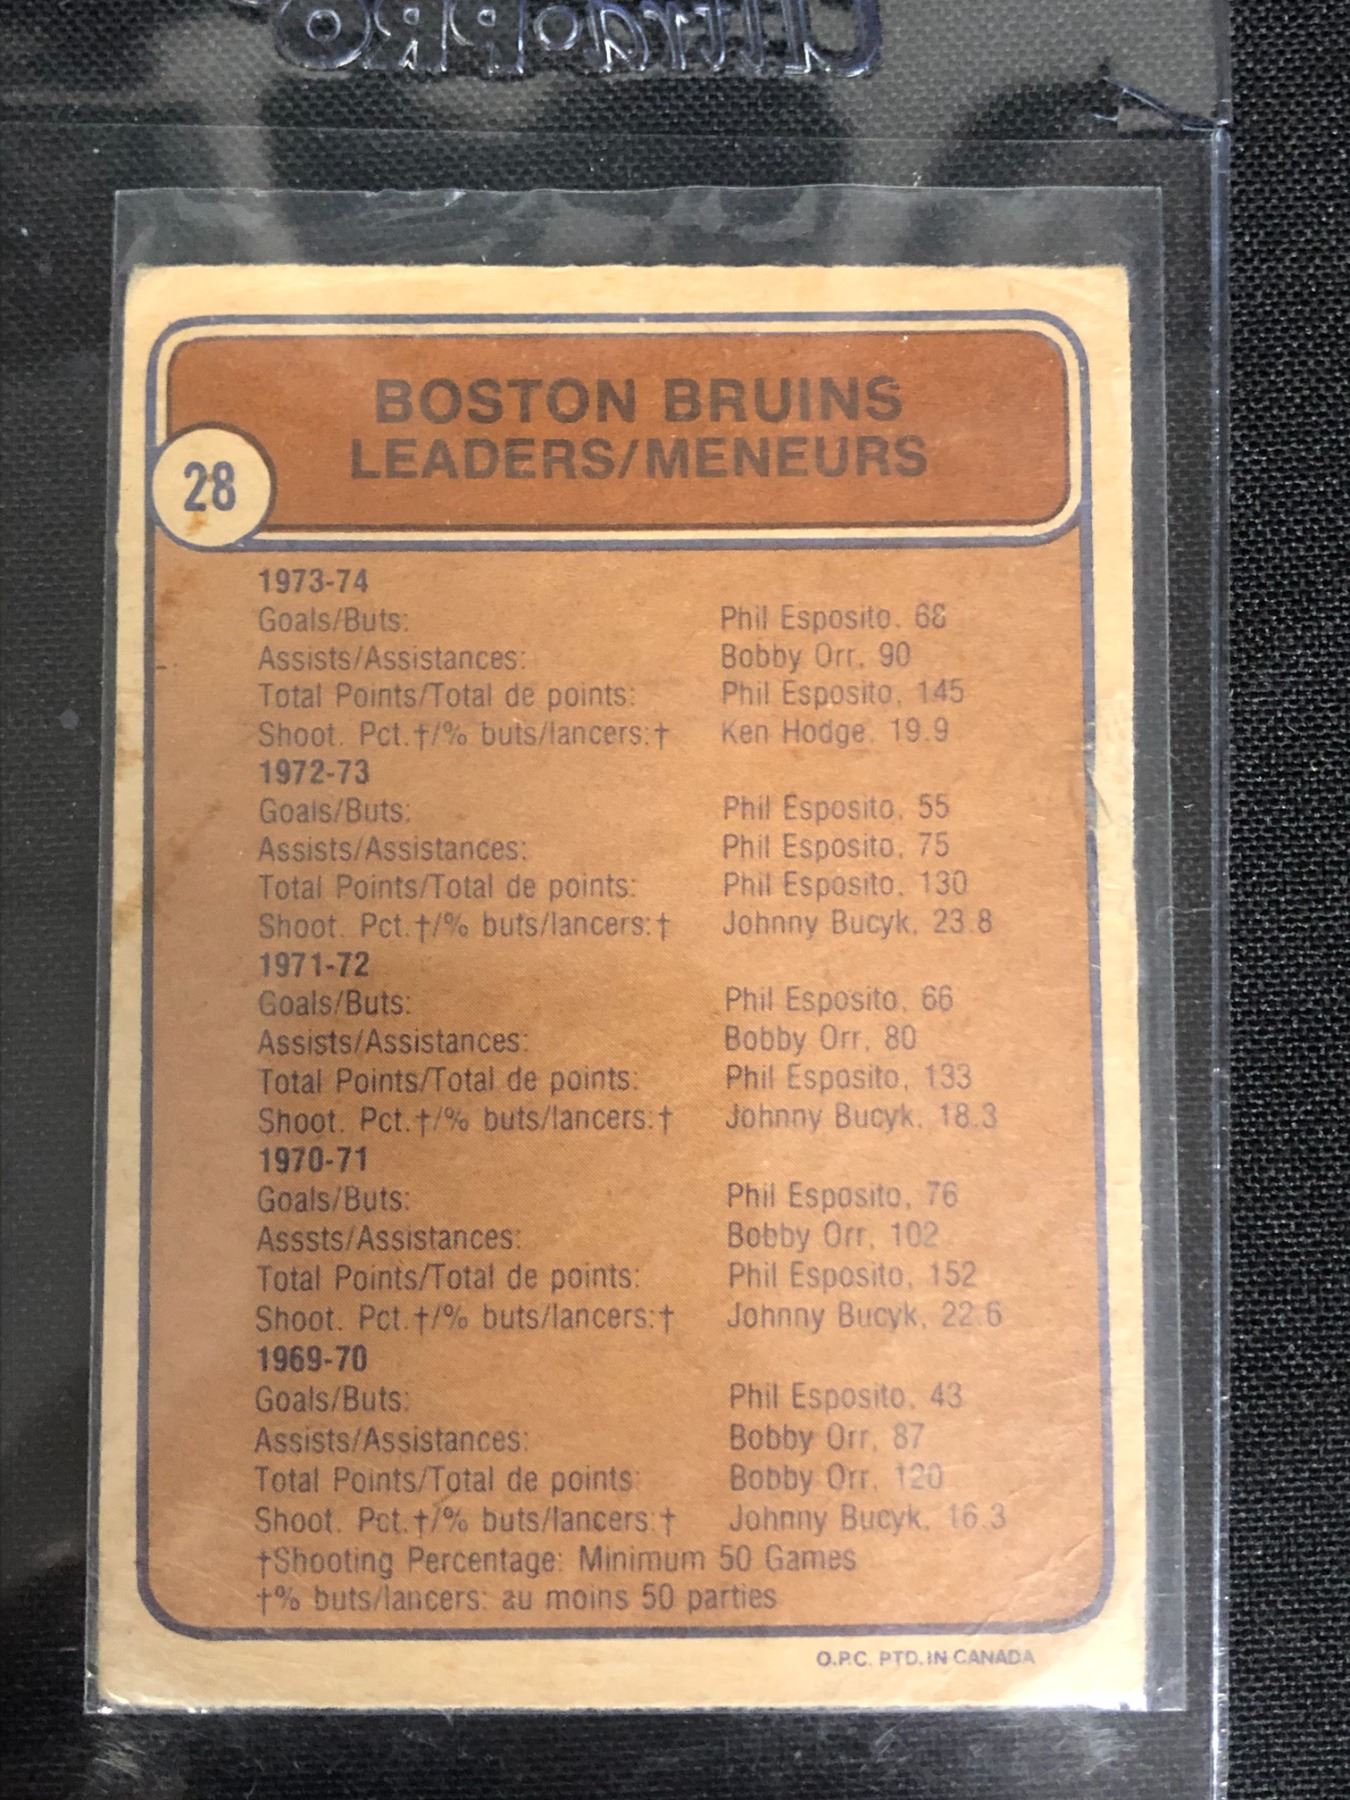 Ultra•PRO
BOSTON BRUINS
LEADERS/MENEURS
28
1973-74
Goals/Buts: Phil Esposito, 68
Assists/Assistances: Bobby Orr, 90
Total Points/Total de points: Phil Esposito, 145
Shoot. Pct.†/% buts/lancers:† Ken Hodge, 19.9
1972-73
Goals/Buts: Phil Esposito, 55
Assists/Assistances: Phil Esposito, 75
Total Points/Total de points: Phil Esposito, 130
Shoot. Pct.†/% buts/lancers:† Johnny Bucyk, 23.8
1971-72
Goals/Buts: Phil Esposito, 66
Assists/Assistances: Bobby Orr, 80
Total Points/Total de points: Phil Esposito, 133
Shoot. Pct.†/% buts/lancers:† Johnny Bucyk, 18.3
1970-71
Goals/Buts: Phil Esposito, 76
Asssts/Assistances: Bobby Orr, 102
Total Points/Total de points: Phil Esposito, 152
Shoot. Pct.†/% buts/lancers:† Johnny Bucyk, 22.6
1969-70
Goals/Buts: Phil Esposito, 43
Assists/Assistances: Bobby Orr, 87
Total Points/Total de points: Bobby Orr, 120
Shoot. Pct.†/% buts/lancers:† Johnny Bucyk, 16.3
†Shooting Percentage: Minimum 50 Games
†% buts/lancers: au moins 50 parties
O.P.C. PTD. IN CANADA